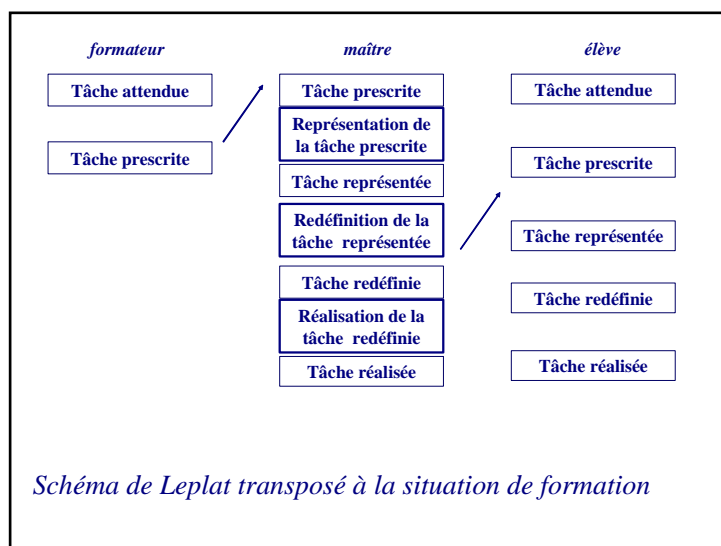 formateur
Tâche attendue
Tâche prescrite
maître
Tâche prescrite
Représentation de
la tâche prescrite
Tâche représentée
Redéfinition de la
tâche représentée
Tâche redéfinie
Réalisation de la
tâche redéfinie
Tâche réalisée
élève
Tâche attendue
Tâche prescrite
Tâche représentée
Tâche redéfinie
Tâche réalisée
Schéma de Leplat transposé à la situation de formation